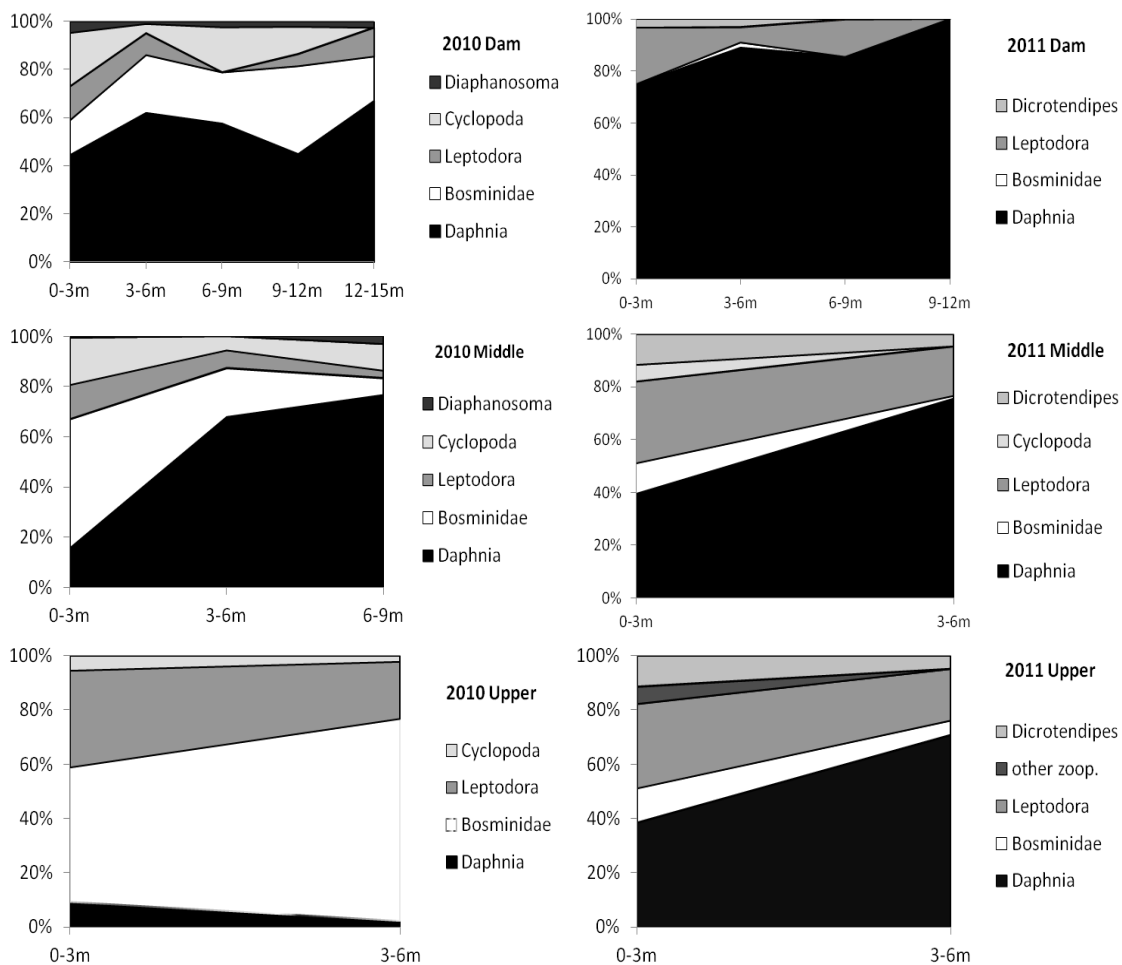 100%
80%
60%
40%
20%
0%
0-3m 3-6m 6-9m 9-12m 12-15m
2010 Dam
Diaphanosoma
Cyclopoda
Leptodora
Bosminidae
Daphnia
100%
80%
60%
40%
20%
0%
0-3m 3-6m 6-9m 9-12m
2011 Dam
Dicrotendipes
Leptodora
Bosminidae
Daphnia
100%
80%
60%
40%
20%
0%
0-3m 3-6m 6-9m
2010 Middle
Diaphanosoma
Cyclopoda
Leptodora
Bosminidae
Daphnia
100%
80%
60%
40%
20%
0%
0-3m 3-6m
2011 Middle
Dicrotendipes
Cyclopoda
Leptodora
Bosminidae
Daphnia
100%
80%
60%
40%
20%
0%
0-3m 3-6m
2010 Upper
Cyclopoda
Leptodora
Bosminidae
Daphnia
100%
80%
60%
40%
20%
0%
0-3m 3-6m
2011 Upper
Dicrotendipes
other zoop.
Leptodora
Bosminidae
Daphnia